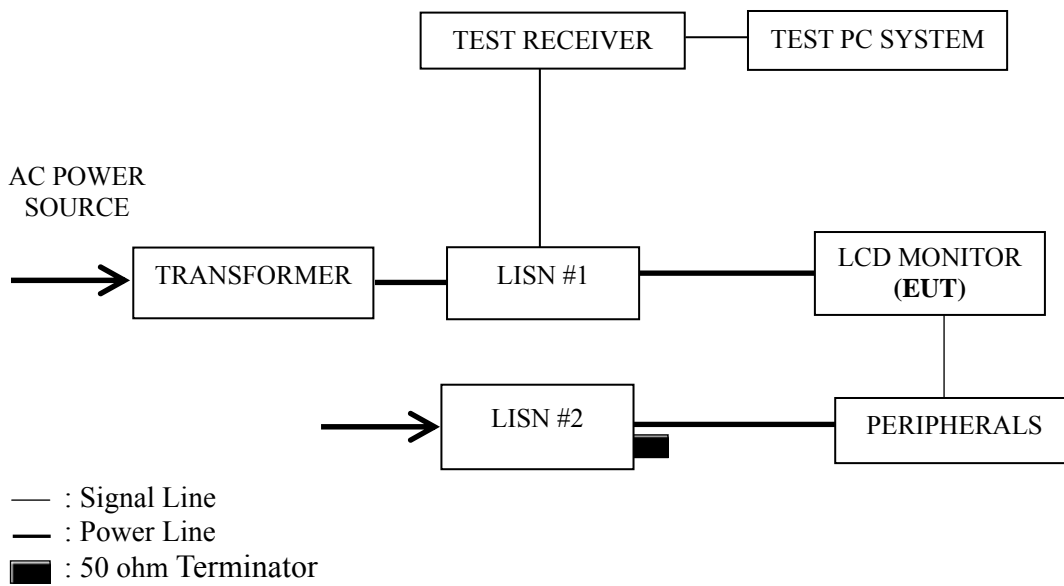 TEST RECEIVER
TEST PC SYSTEM
AC POWER
SOURCE
TRANSFORMER
LISN #1
LCD MONITOR
(EUT)
LISN #2
PERIPHERALS
: Signal Line
: Power Line
: 50 ohm Terminator